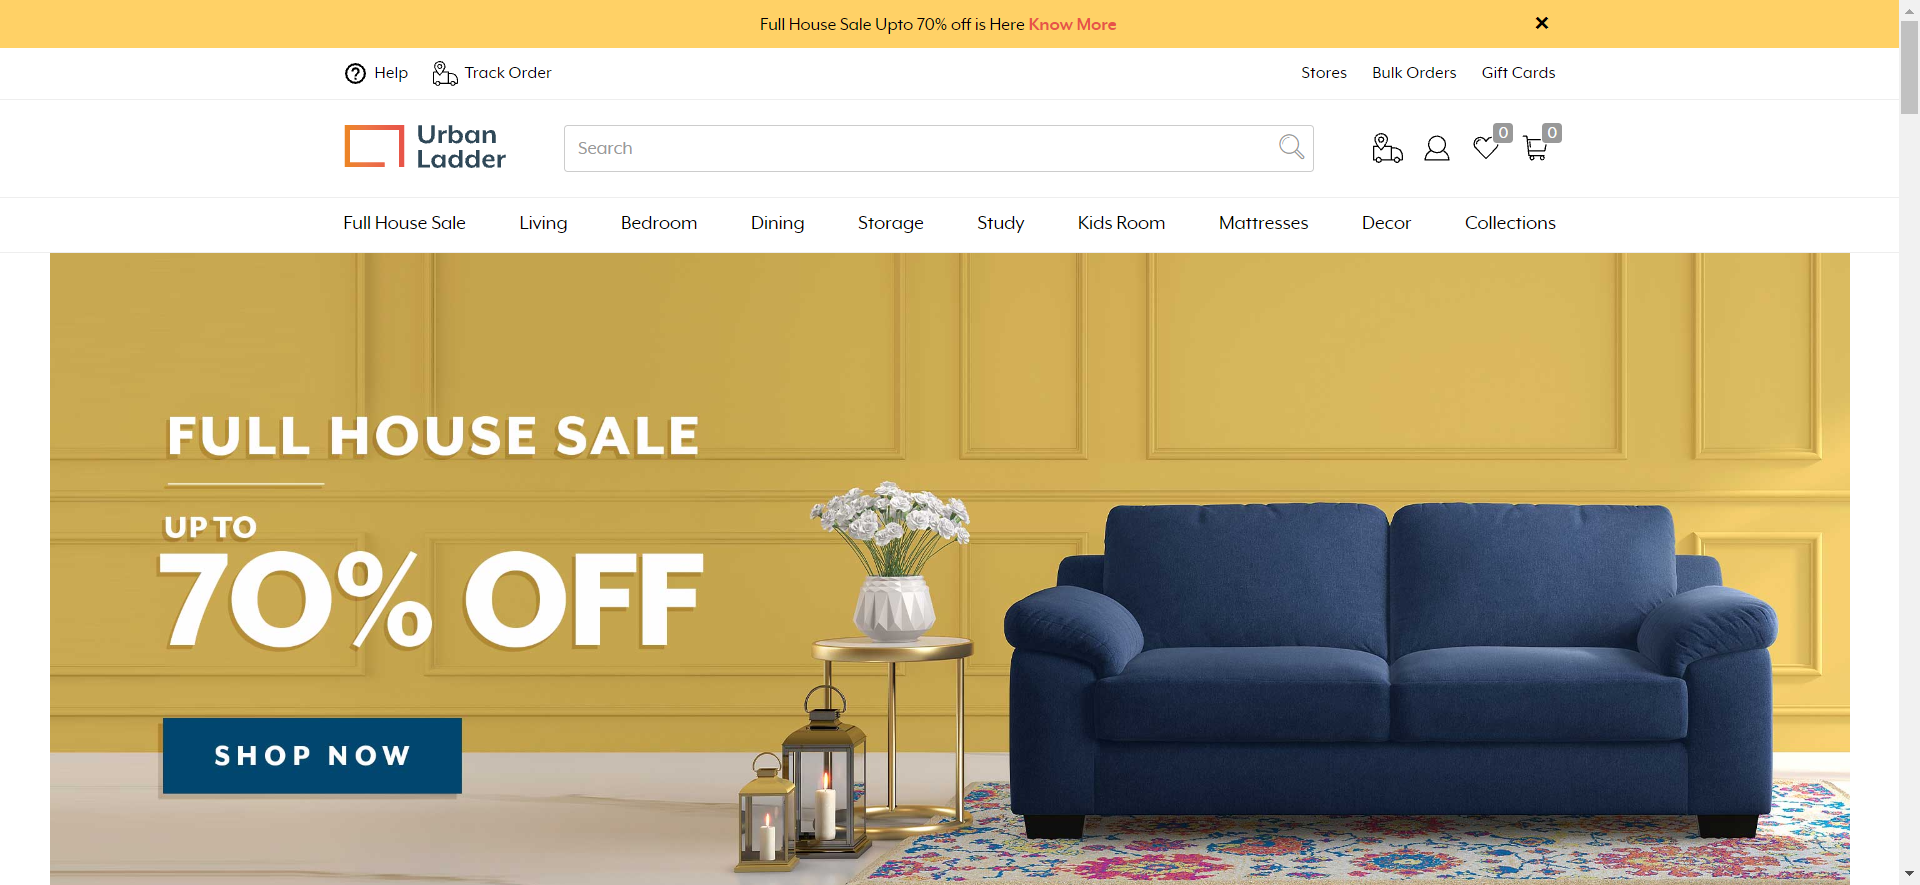 Full House Sale Upto 70% off is Here Know More ×
Help Track Order Stores Bulk Orders Gift Cards
Urban
Ladder
Search
0 0
Full House Sale Living Bedroom Dining Storage Study Kids Room Mattresses Decor Collections
FULL HOUSE SALE
UP TO
70% OFF
SHOP NOW